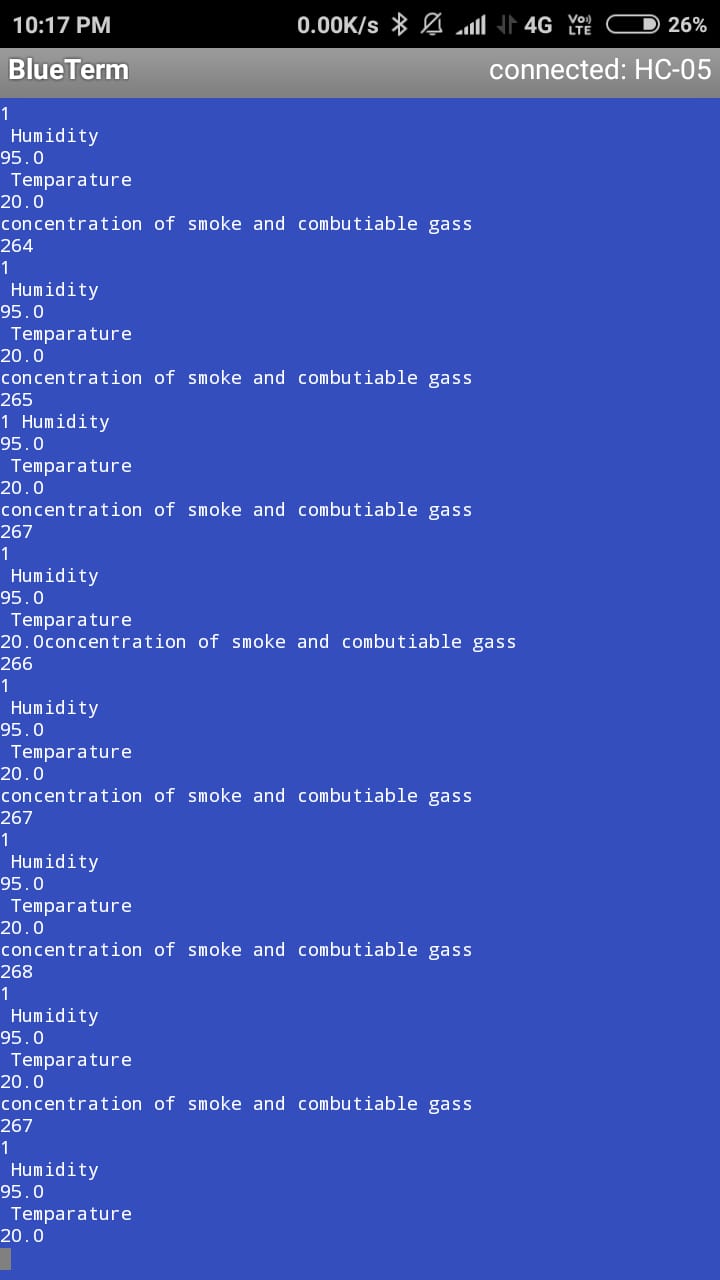 10:17 PM 0.00K/s 4G Vo)) LTE 26%
BlueTerm connected: HC-05
1
Humidity
95.0
Temparature
20.0
concentration of smoke and combutiable gass
264
1
Humidity
95.0
Temparature
20.0
concentration of smoke and combutiable gass
265
1 Humidity
95.0
Temparature
20.0
concentration of smoke and combutiable gass
267
1
Humidity
95.0
Temparature
20.0concentration of smoke and combutiable gass
266
1
Humidity
95.0
Temparature
20.0
concentration of smoke and combutiable gass
267
1
Humidity
95.0
Temparature
20.0
concentration of smoke and combutiable gass
268
1
Humidity
95.0
Temparature
20.0
concentration of smoke and combutiable gass
267
1
Humidity
95.0
Temparature
20.0